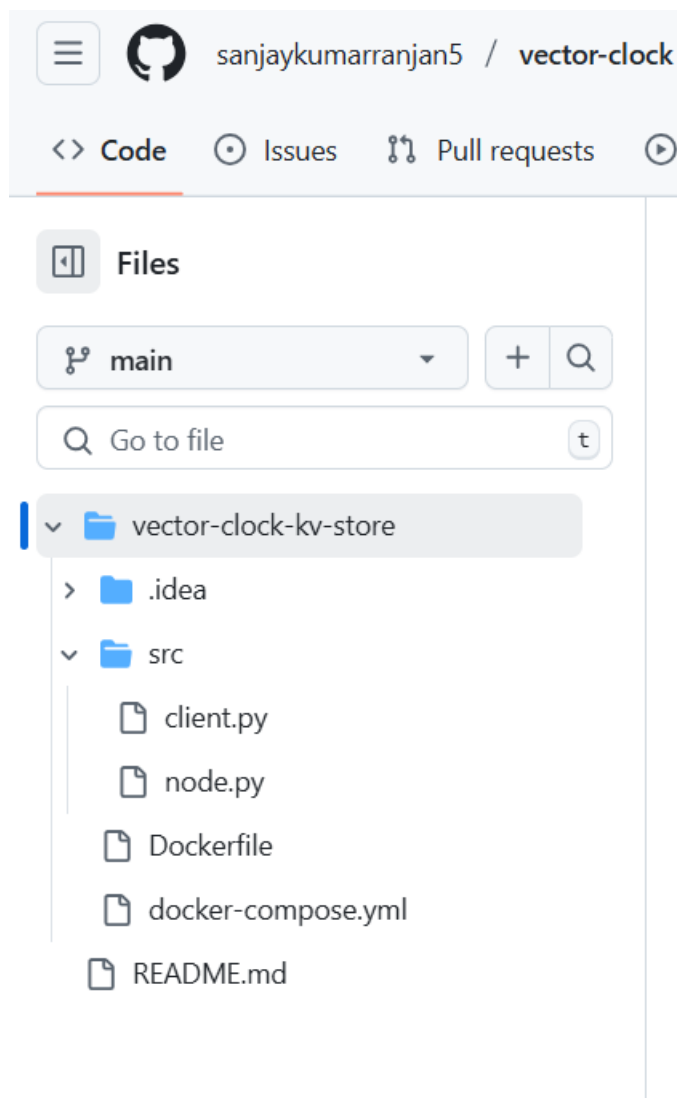 sanjaykumarranjan5 / vector-clock
Code Issues Pull requests
Files
main
Go to file t
vector-clock-kv-store
.idea
src
client.py
node.py
Dockerfile
docker-compose.yml
README.md